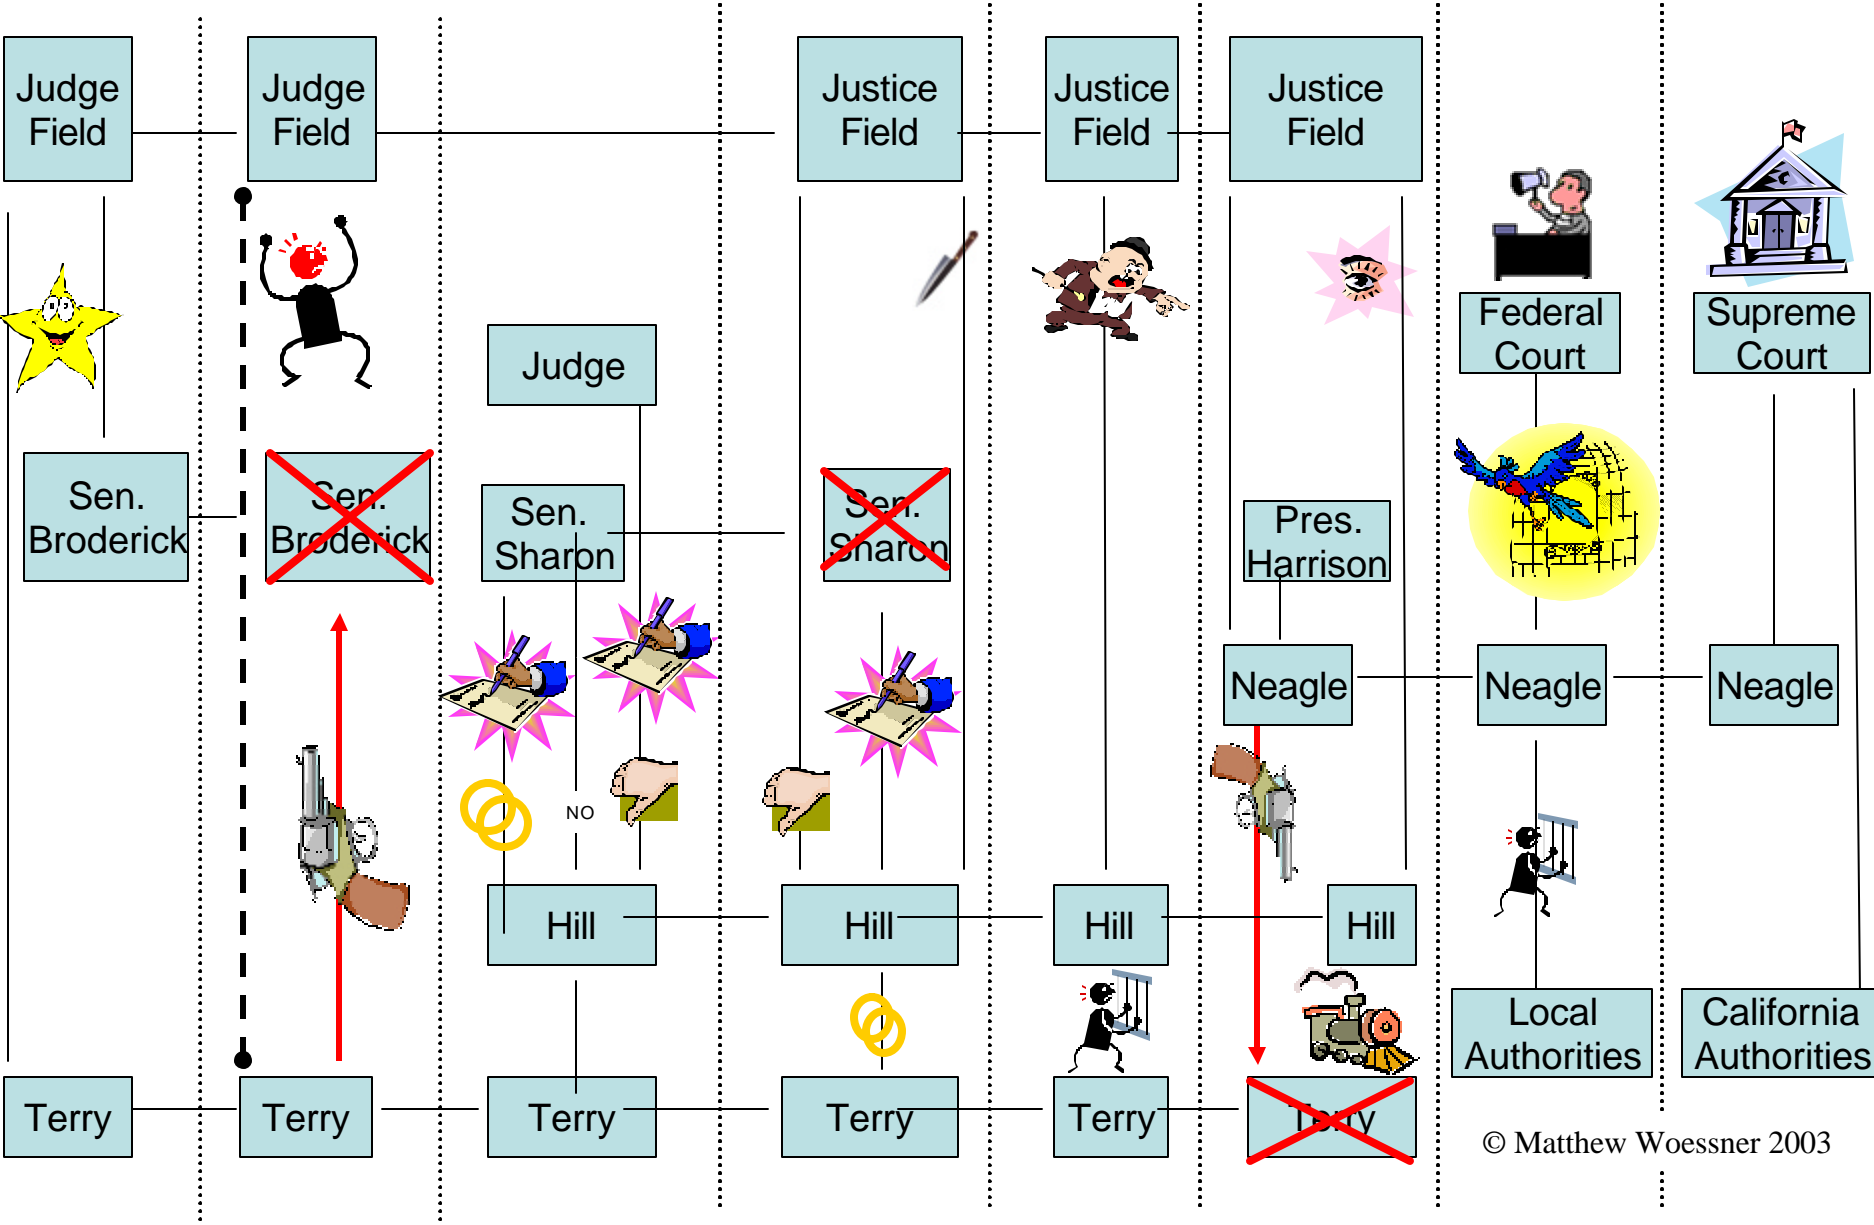 Judge
Field
Judge
Field
Justice
Field
Justice
Field
Justice
Field
Federal
Court
Supreme
Court
Judge
Sen.
Broderick
Sen.
Broderick
Sen.
Sharon
Sen.
Sharon
Pres.
Harrison
Neagle
Neagle
Neagle
NO
Hill
Hill
Hill
Hill
Local
Authorities
California
Authorities
Terry
Terry
Terry
Terry
Terry
Terry
© Matthew Woessner 2003